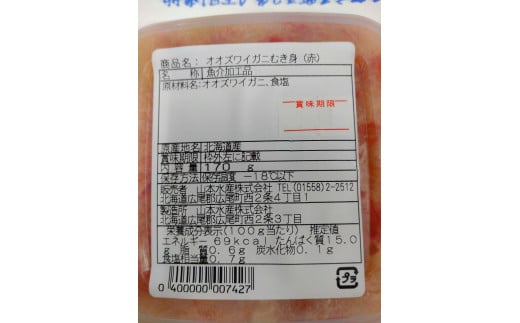 商品名: オオズワイガニむき身 (赤)
名 称 魚介加工品
原材料名:オオズワイガニ、食塩
賞味期限
原産地名 北海道産
賞味期限 枠外左に記載
内容量 170 g
保存方法 保存温度 -18℃以下
販売者 山本水産株式会社 TEL(01558)2-2512
北海道広尾郡広尾町西2条4丁目1
製造所 山本水産株式会社
北海道広尾郡広尾町西2条3丁目
栄養成分表示(100g当たり) 推定値
エネルギー 69kcal たんぱく質15.0
g 脂質0.6g 炭水化物0.1g
食塩相当量0.7g
0 400000 007427
プラ